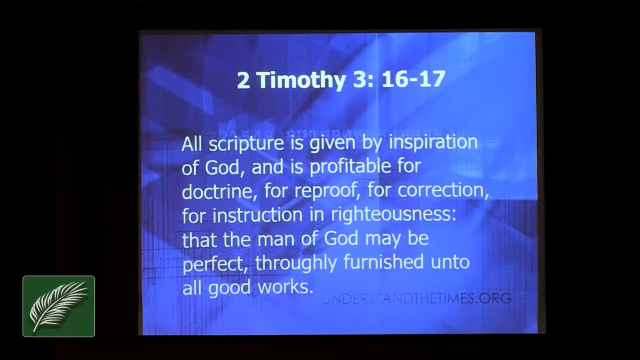 2 Timothy 3: 16-17
All scripture is given by inspiration
of God, and is profitable for
doctrine, for reproof, for correction,
for instruction in righteousness:
that the man of God may be
perfect, throughly furnished unto
all good works.
UNDERSTANDTHETIMES.ORG